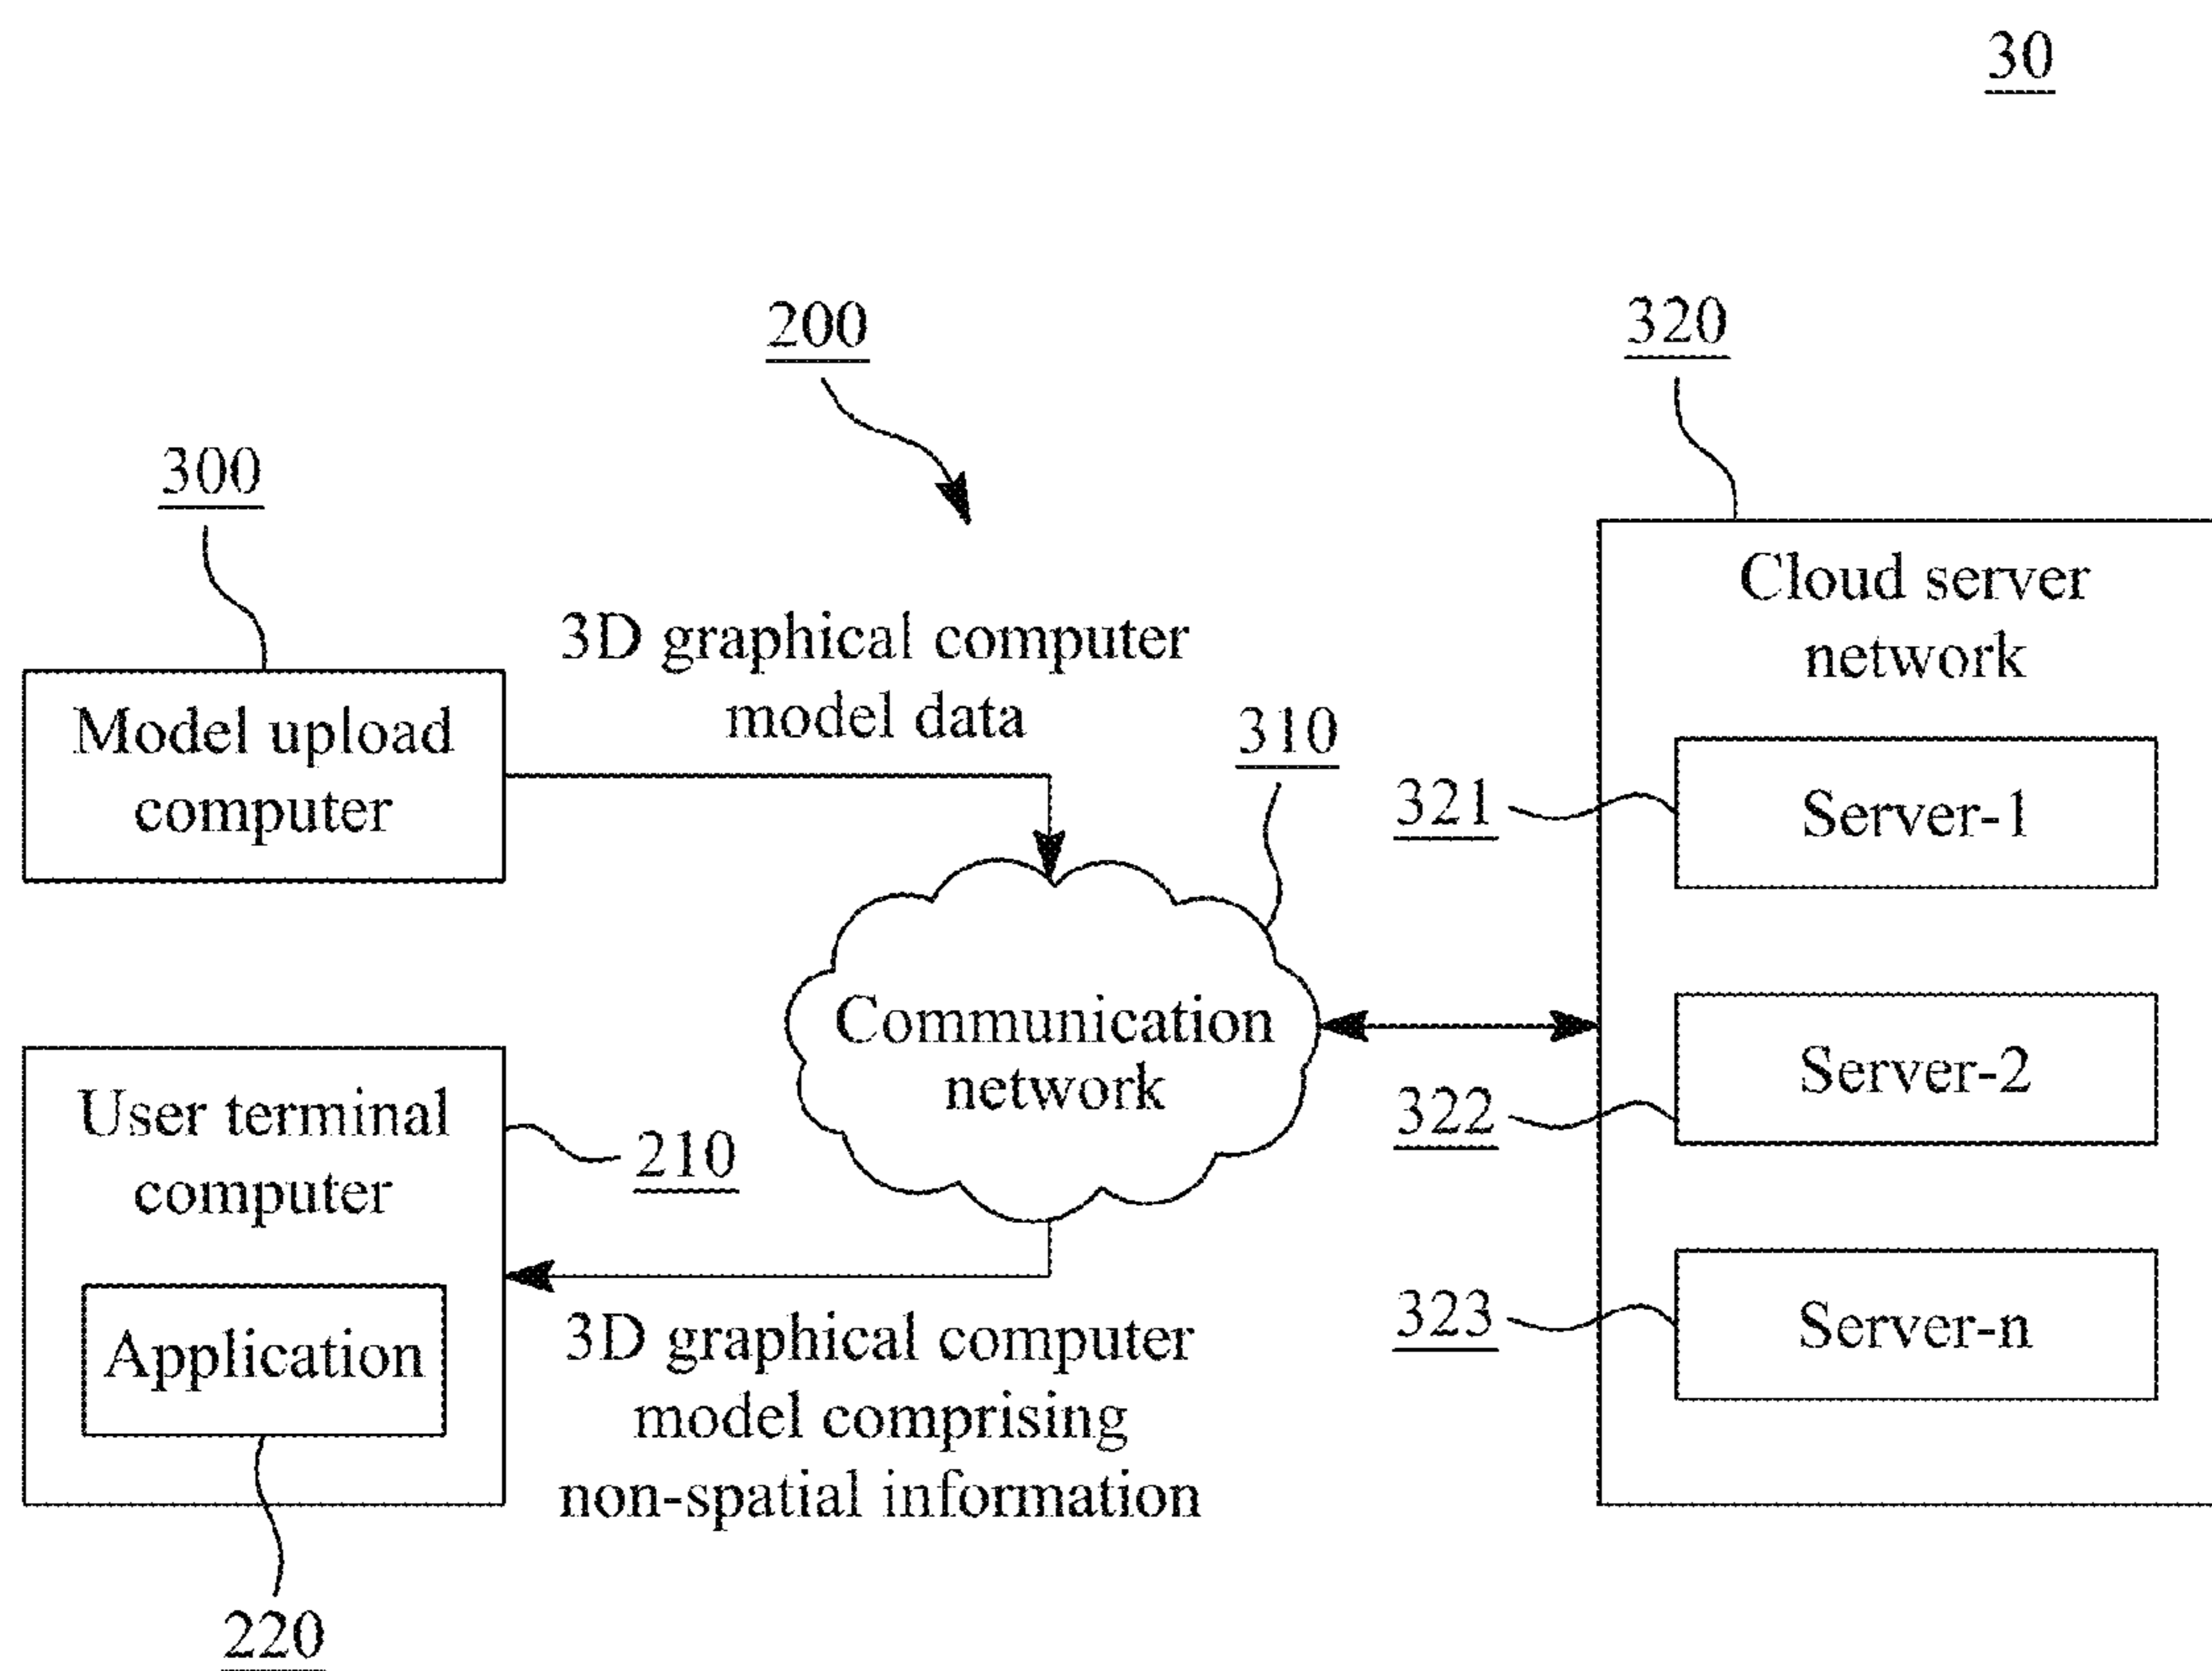 30
200
320
300
3D graphical computer
model data
Cloud server
network
Model upload
computer
310
321
Server-1
Communication
network
User terminal
computer
210
322
Server-2
Application
3D graphical computer
model comprising
non-spatial information
323
Server-n
220